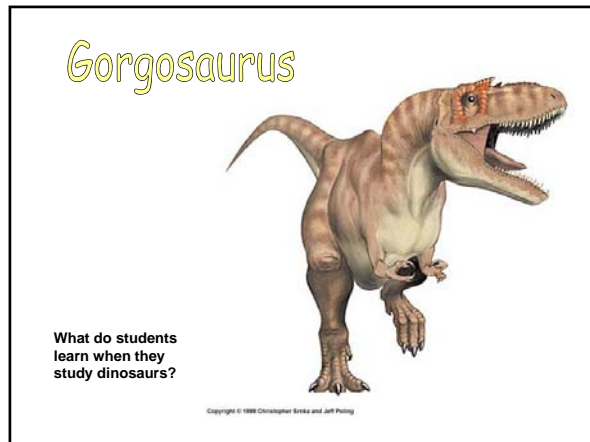 Gorgosaurus
What do students
learn when they
study dinosaurs?
Copyright © 1998 Christopher Srnka and Jeff Poling